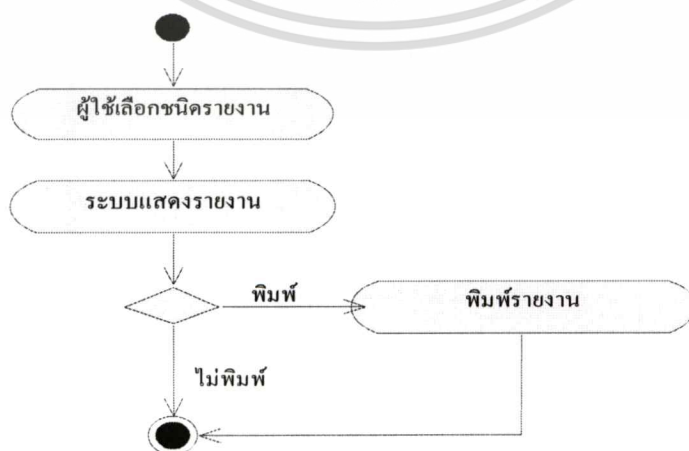 ผู้ใช้เลือกชนิดรายงาน
ระบบแสดงรายงาน
พิมพ์
พิมพ์รายงาน
ไม่พิมพ์